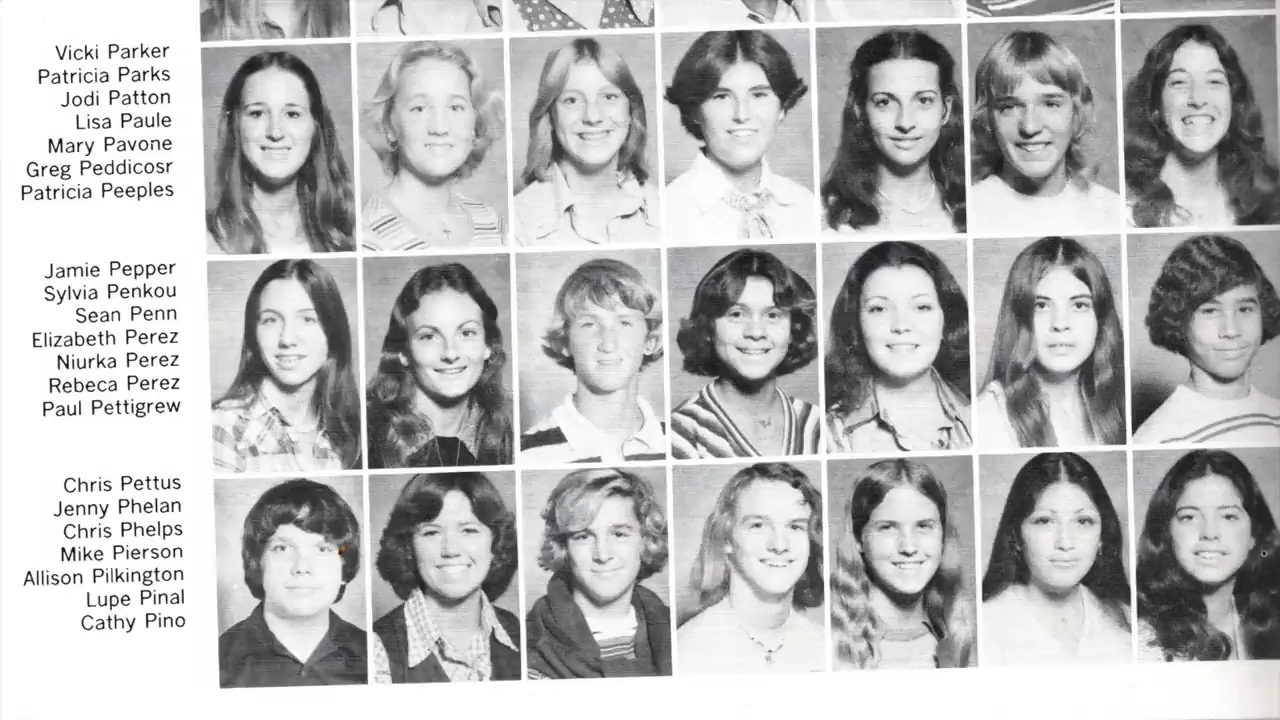 Vicki Parker
Patricia Parks
Jodi Patton
Lisa Paule
Mary Pavone
Greg Peddicosr
Patricia Peeples
Jamie Pepper
Sylvia Penkou
Sean Penn
Elizabeth Perez
Niurka Perez
Rebeca Perez
Paul Pettigrew
Chris Pettus
Jenny Phelan
Chris Phelps
Mike Pierson
Allison Pilkington
Lupe Pinal
Cathy Pino